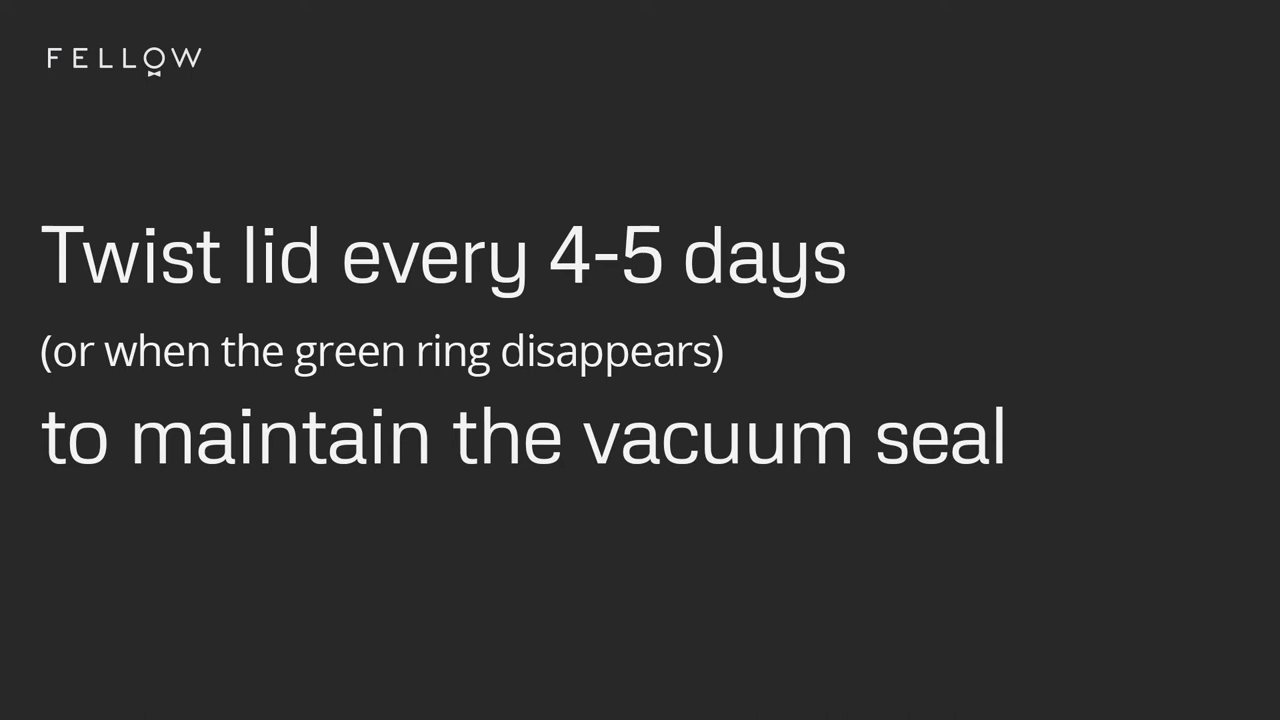 FELLOW
Twist lid every 4-5 days
(or when the green ring disappears)
to maintain the vacuum seal